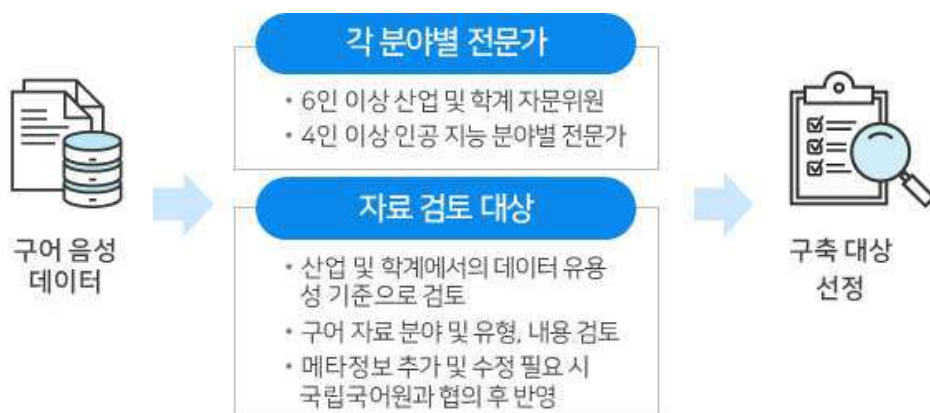 구어 음성
데이터
각 분야별 전문가
• 6인 이상 산업 및 학계 자문위원
• 4인 이상 인공 지능 분야별 전문가
자료 검토 대상
• 산업 및 학계에서의 데이터 유용
성 기준으로 검토
• 구어 자료 분야 및 유형, 내용 검토
• 메타정보 추가 및 수정 필요 시
국립국어원과 협의 후 반영
구축 대상
선정